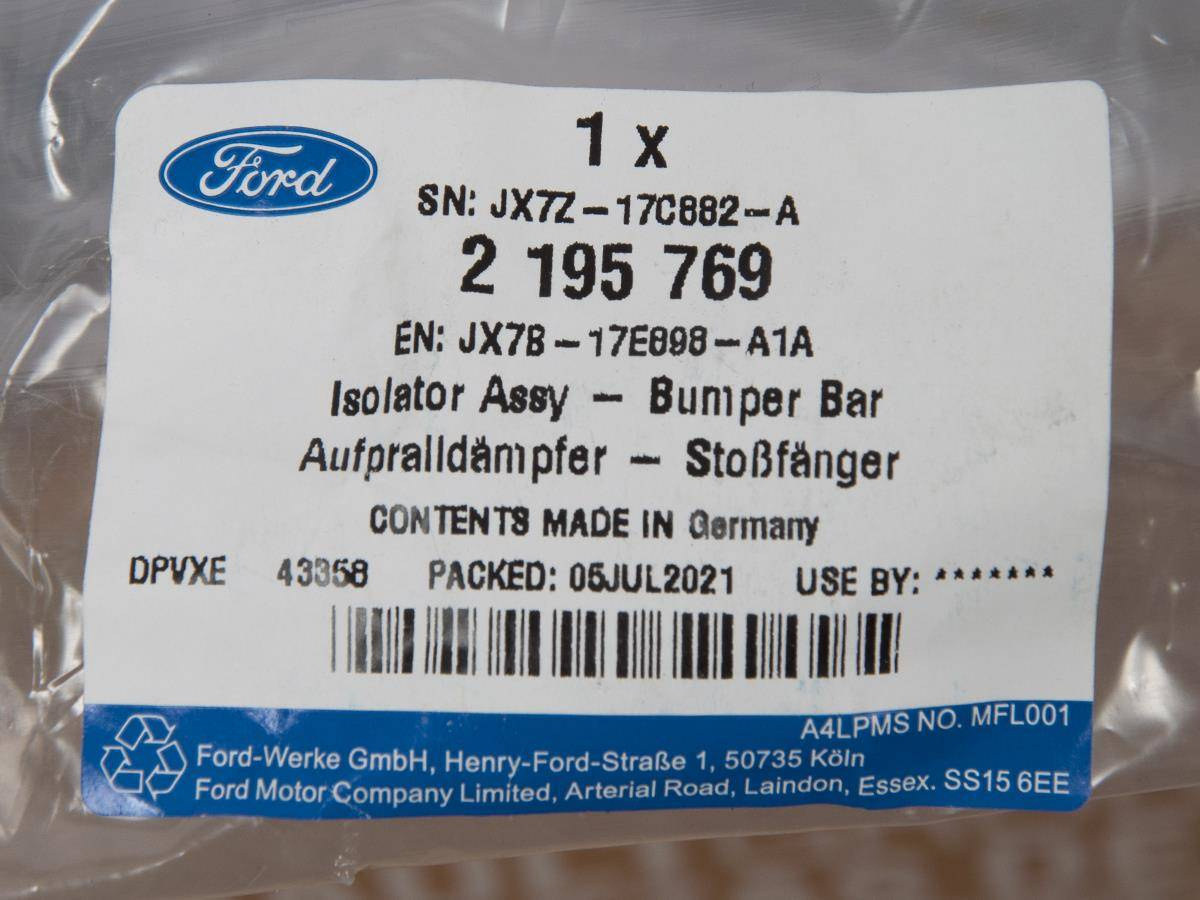 Ford
1 x
SN: JX7Z-17C882-A
2 195 769
EN: JX7B-17E898-A1A
Isolator Assy - Bumper Bar
Aufpralldämpfer - Stoßfänger
CONTENTS MADE IN Germany
DPVXE 43358 PACKED: 05JUL2021 USE BY: *******
A4LPMS NO. MFL001
Ford-Werke GmbH, Henry-Ford-Straße 1, 50735 Köln
Ford Motor Company Limited, Arterial Road, Laindon, Essex. SS15 6EE